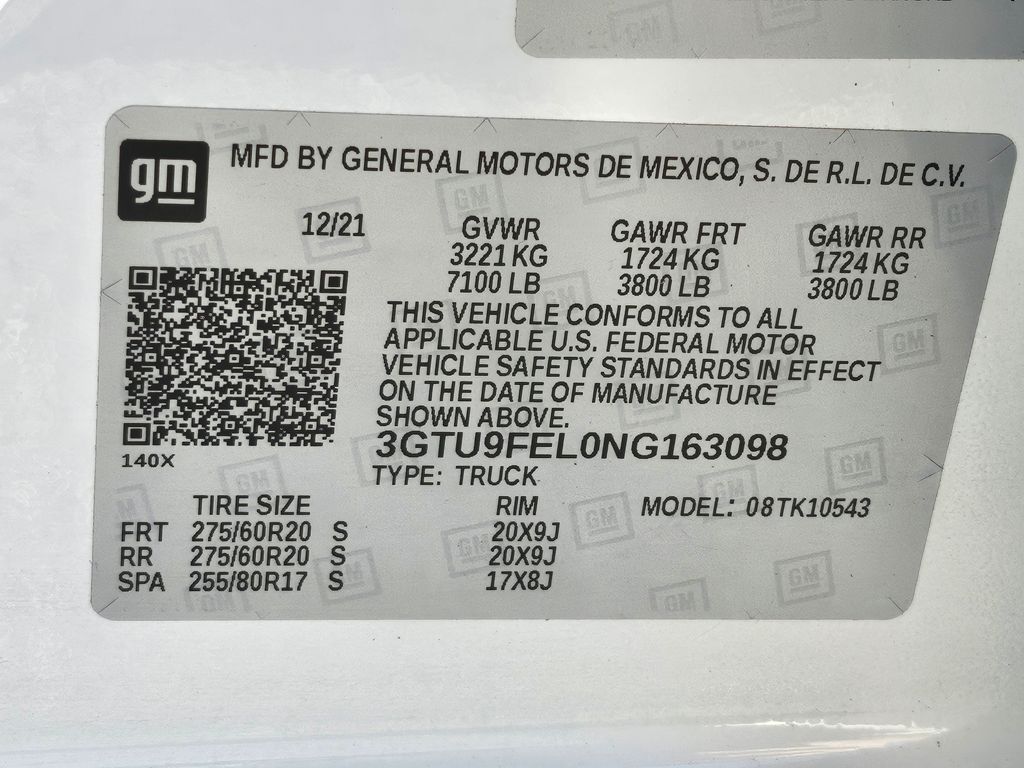 gm
MFD BY GENERAL MOTORS DE MEXICO, S. DE R.L. DE C.V.
12/21
GVWR GAWR FRT GAWR RR
3221 KG 1724 KG 1724 KG
7100 LB 3800 LB 3800 LB
THIS VEHICLE CONFORMS TO ALL
APPLICABLE U.S. FEDERAL MOTOR
VEHICLE SAFETY STANDARDS IN EFFECT
ON THE DATE OF MANUFACTURE
SHOWN ABOVE.
3GTU9FEL0NG163098
140X
TYPE: TRUCK
TIRE SIZE RIM MODEL: 08TK10543
FRT 275/60R20 S 20X9J
RR 275/60R20 S 20X9J
SPA 255/80R17 S 17X8J